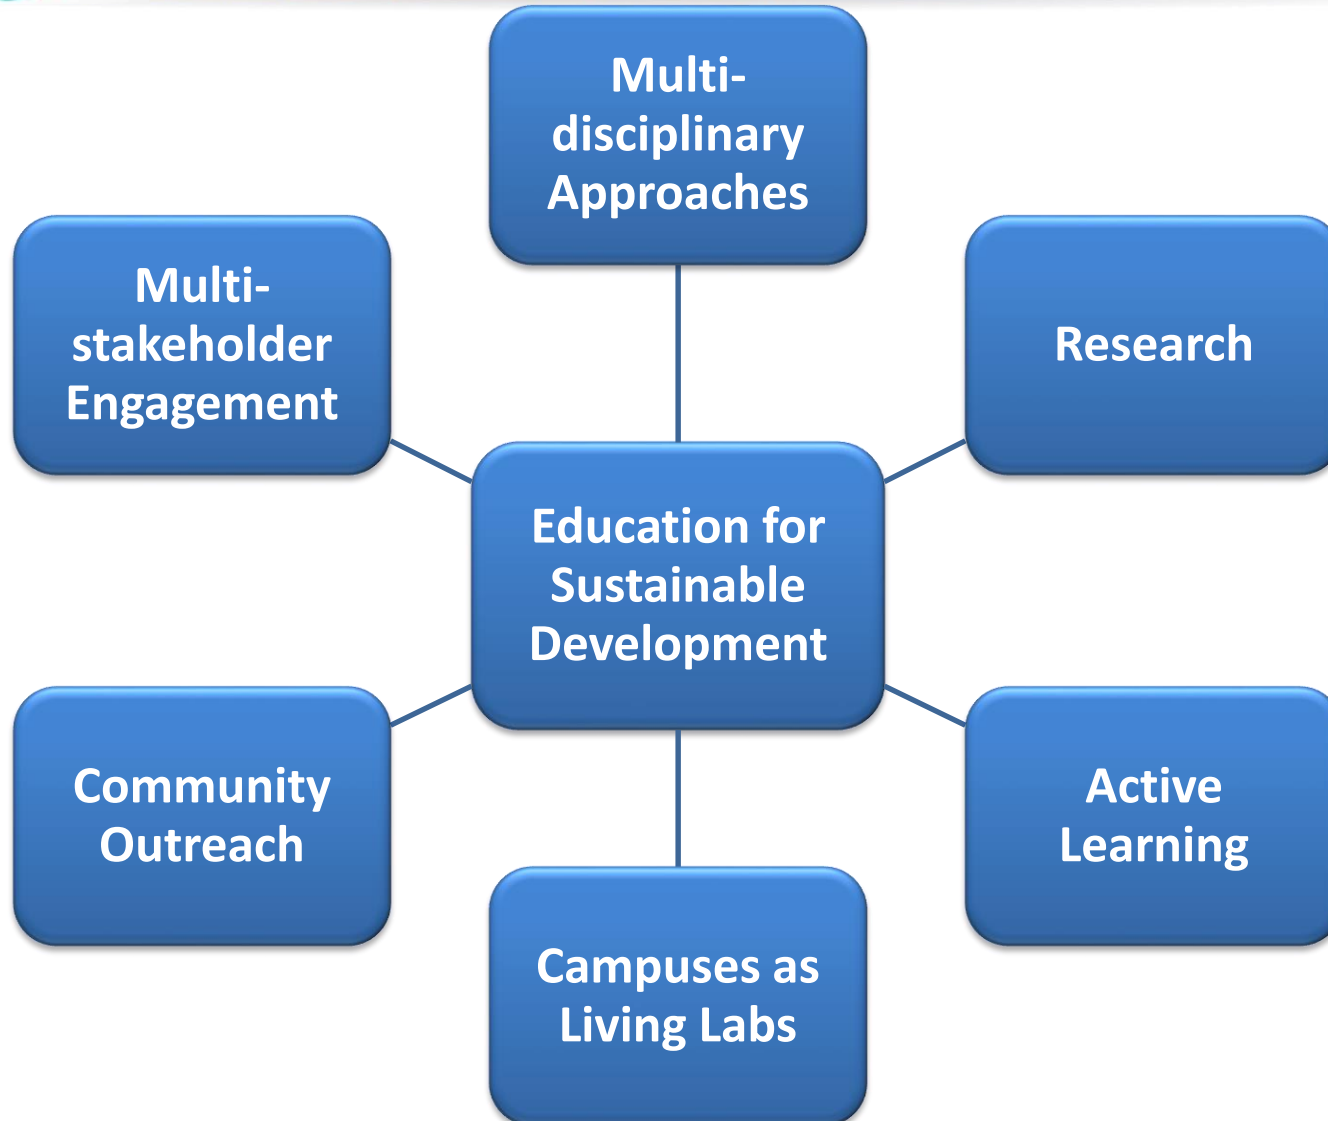 Multi-
disciplinary
Approaches
Multi-
stakeholder
Engagement
Research
Education for
Sustainable
Development
Community
Outreach
Active
Learning
Campuses as
Living Labs